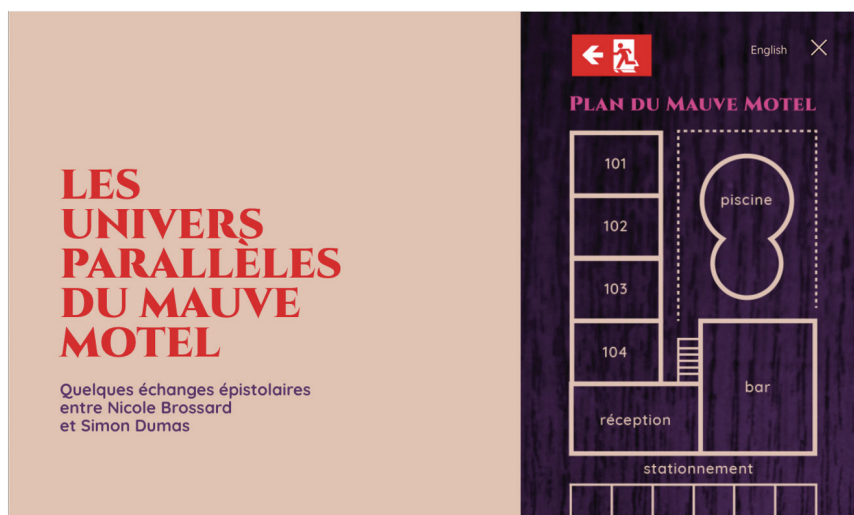 LES
UNIVERS
PARALLÈLES
DU MAUVE
MOTEL
Quelques échanges épistolaires
entre Nicole Brossard
et Simon Dumas
English
PLAN DU MAUVE MOTEL
101
piscine
102
103
104
bar
réception
stationnement